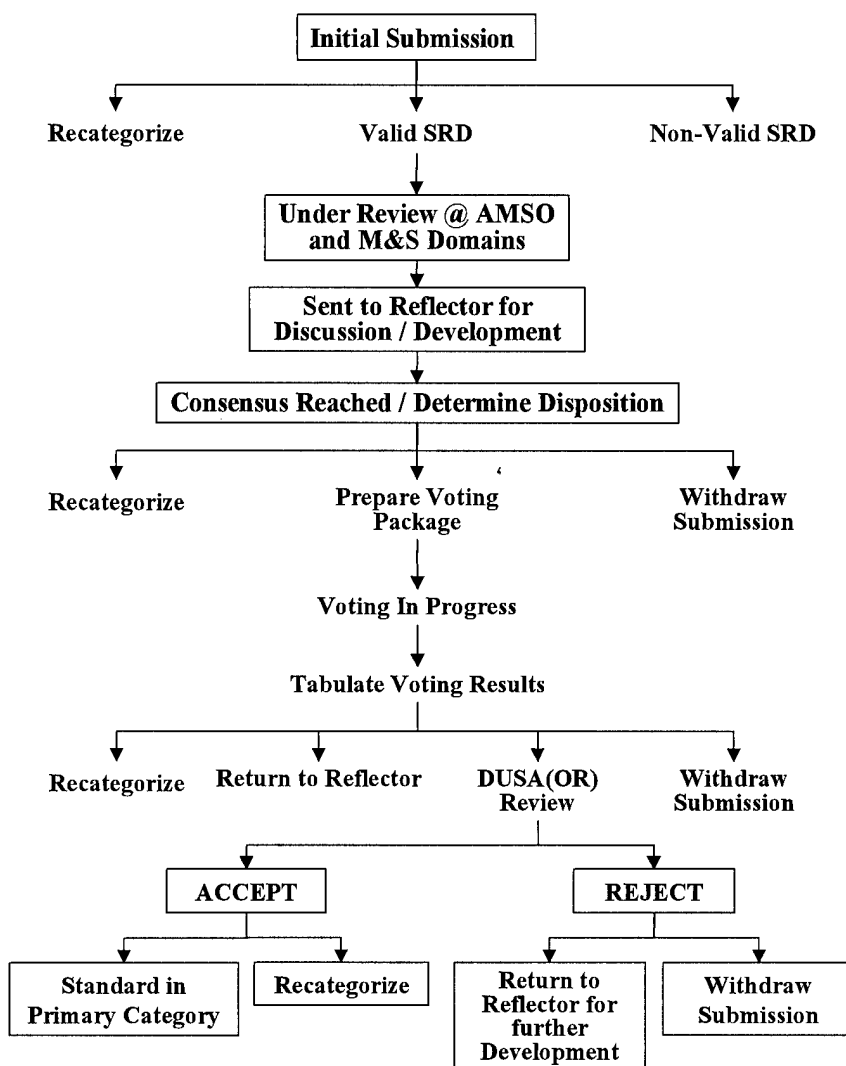 Initial Submission
Recategorize
Valid SRD
Non-Valid SRD
Under Review @ AMSO
and M&S Domains
Sent to Reflector for
Discussion / Development
Consensus Reached / Determine Disposition
Recategorize
Prepare Voting
Package
Withdraw
Submission
Voting In Progress
Tabulate Voting Results
Recategorize
Return to Reflector
DUSA(OR)
Review
Withdraw
Submission
ACCEPT
REJECT
Standard in
Primary Category
Recategorize
Return to
Reflector for
further
Development
Withdraw
Submission